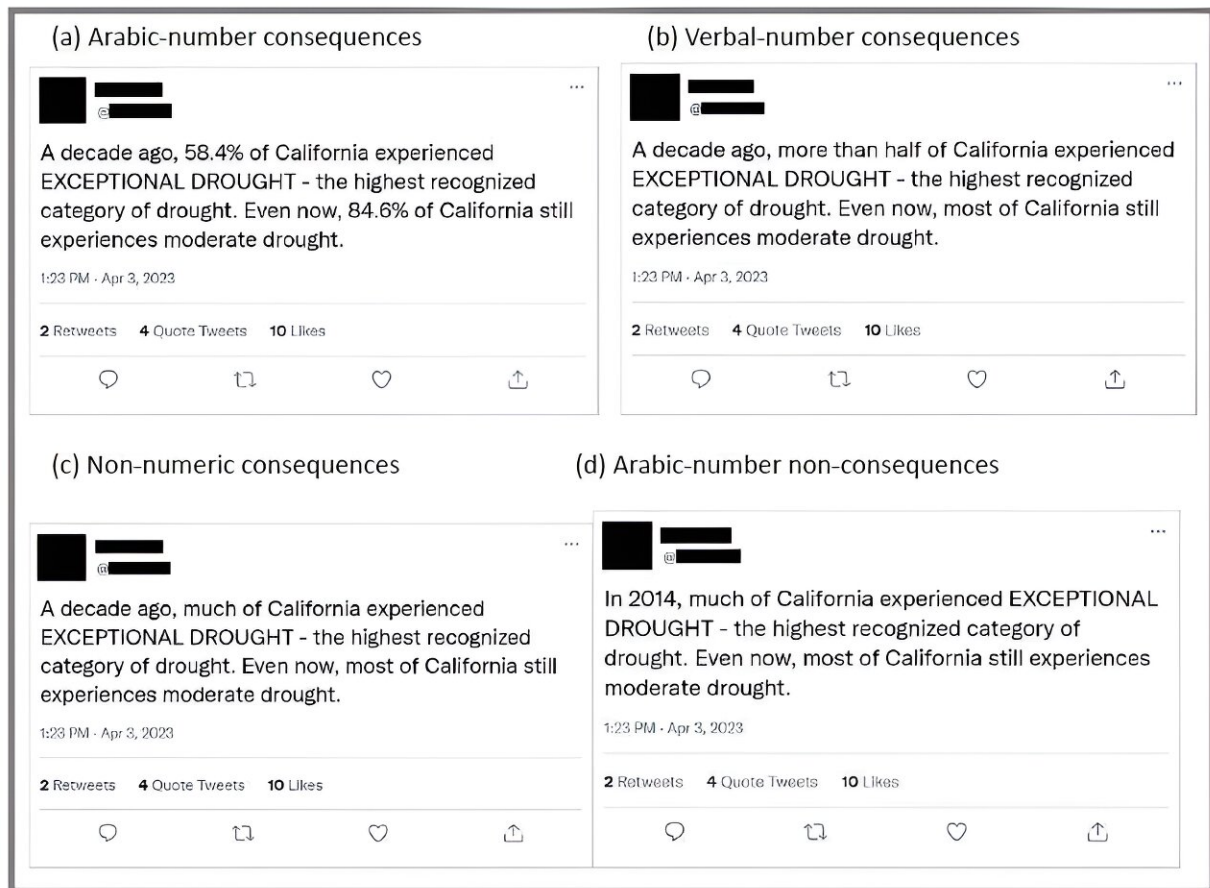 (a) Arabic-number consequences
@
A decade ago, 58.4% of California experienced
EXCEPTIONAL DROUGHT - the highest recognized
category of drought. Even now, 84.6% of California still
experiences moderate drought.
1:23 PM · Apr 3, 2023
2 Retweets 4 Quote Tweets 10 Likes
(b) Verbal-number consequences
@
A decade ago, more than half of California experienced
EXCEPTIONAL DROUGHT - the highest recognized
category of drought. Even now, most of California still
experiences moderate drought.
1:23 PM · Apr 3, 2023
2 Retweets 4 Quote Tweets 10 Likes
(c) Non-numeric consequences
@
A decade ago, much of California experienced
EXCEPTIONAL DROUGHT - the highest recognized
category of drought. Even now, most of California still
experiences moderate drought.
1:23 PM · Apr 3, 2023
2 Retweets 4 Quote Tweets 10 Likes
(d) Arabic-number non-consequences
@
In 2014, much of California experienced EXCEPTIONAL
DROUGHT - the highest recognized category of
drought. Even now, most of California still experiences
moderate drought.
1:23 PM · Apr 3, 2023
2 Retweets 4 Quote Tweets 10 Likes